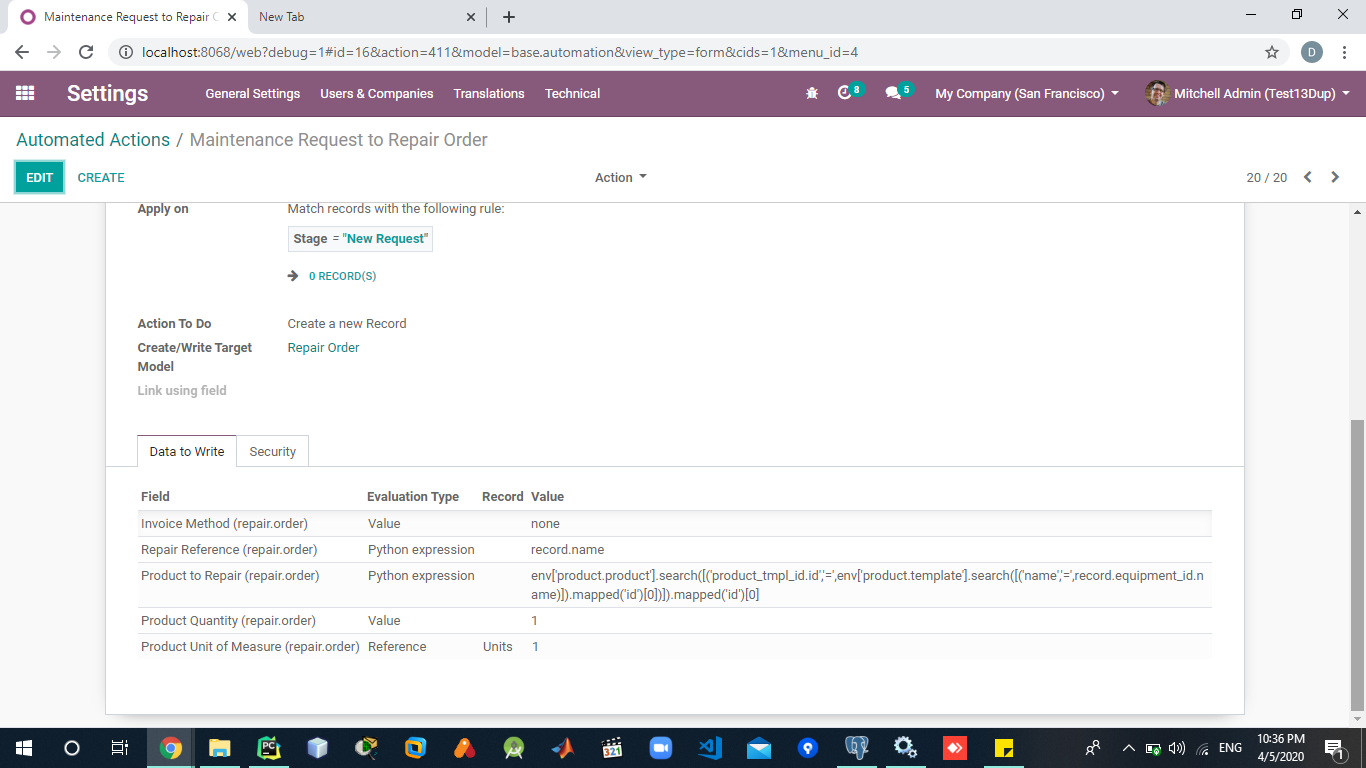 Maintenance Request to Repair O
New Tab
localhost:8068/web?debug=1#id=16&action=411&model=base.automation&view_type=form&cids=1&menu_id=4
D
Settings
General Settings
Users & Companies
Translations
Technical
8
5
My Company (San Francisco)
Mitchell Admin (Test13Dup)
Automated Actions / Maintenance Request to Repair Order
EDIT
CREATE
Action
20 / 20
Apply on
Match records with the following rule:
Stage = "New Request"
0 RECORD(S)
Action To Do
Create a new Record
Create/Write Target
Model
Repair Order
Link using field
Data to Write
Security
Field Evaluation Type Record Value
Invoice Method (repair.order) Value none
Repair Reference (repair.order) Python expression record.name
Product to Repair (repair.order) Python expression env['product.product'].search([('product_tmpl_id.id','=',env['product.template'].search([('name','=',record.equipment_id.n
ame)]).mapped('id')[0])]).mapped('id')[0]
Product Quantity (repair.order) Value 1
Product Unit of Measure (repair.order) Reference Units 1
PC
321
ENG
10:36 PM
4/5/2020
1